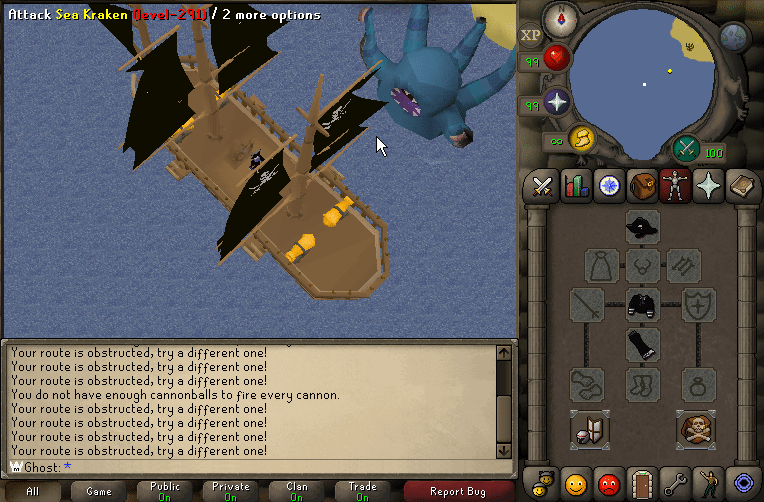 Attack Sea Kraken (level-291) / 2 more options
XP
99
99
100
Your route is obstructed, try a different one!
Your route is obstructed, try a different one!
Your route is obstructed, try a different one!
You do not have enough cannonballs to fire every cannon.
Your route is obstructed, try a different one!
Your route is obstructed, try a different one!
Your route is obstructed, try a different one!
Your route is obstructed, try a different one!
Ghost: *
All
Game
Public
On
Private
On
Clan
On
Trade
On
Report Bug